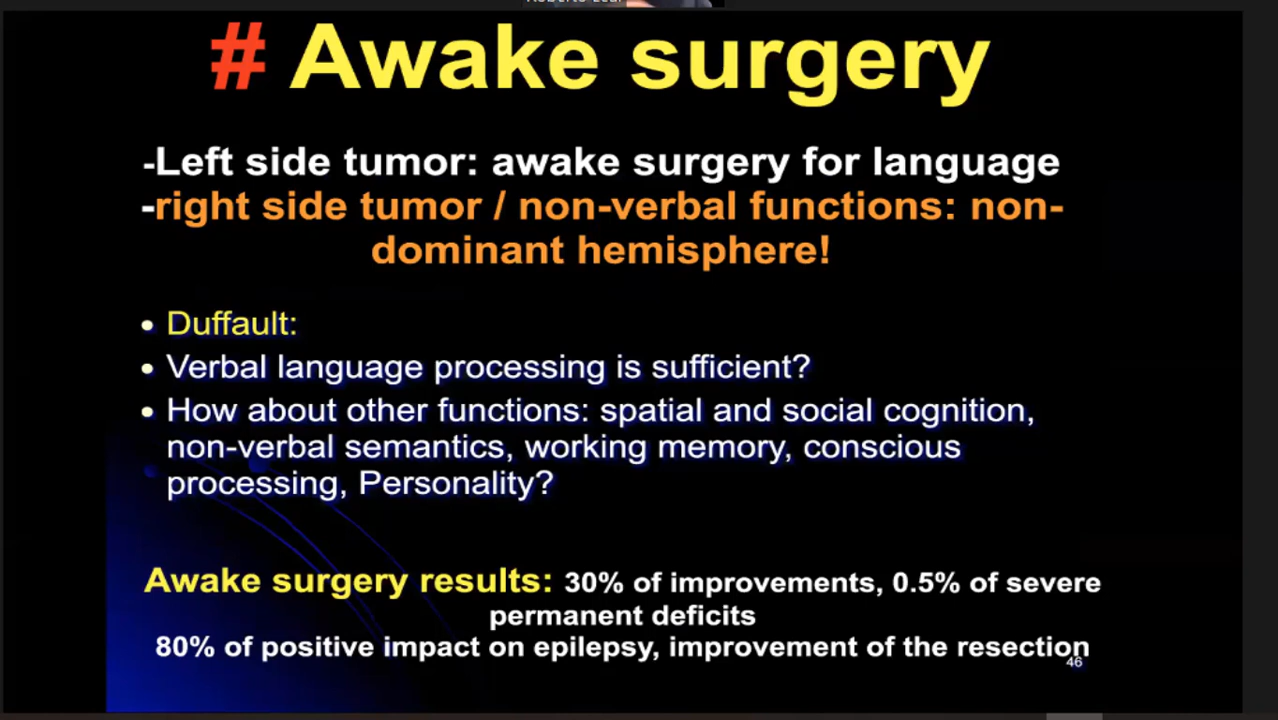 # Awake surgery
-Left side tumor: awake surgery for language
-right side tumor / non-verbal functions: non-
dominant hemisphere!
• Duffault:
• Verbal language processing is sufficient?
• How about other functions: spatial and social cognition,
non-verbal semantics, working memory, conscious
processing, Personality?
Awake surgery results: 30% of improvements, 0.5% of severe
permanent deficits
80% of positive impact on epilepsy, improvement of the resection
46